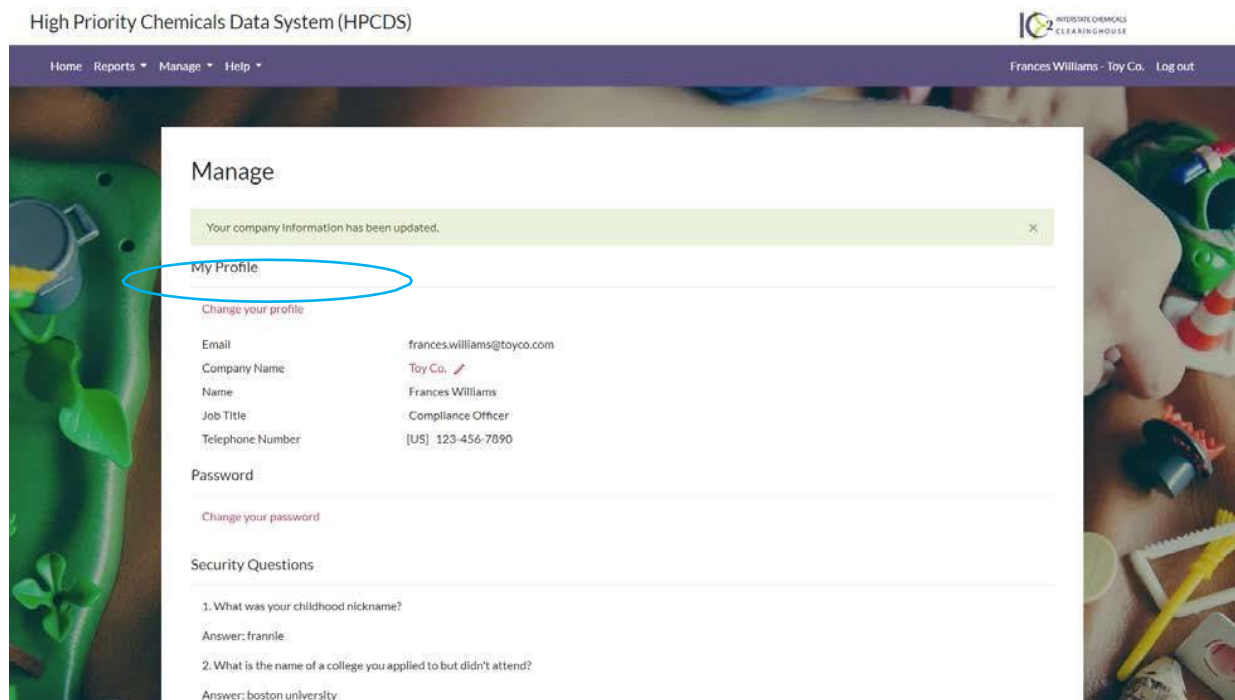 High Priority Chemicals Data System (HPCDS)
IC2 INTERSTATE CHEMICALS
CLEARINGHOUSE
Home Reports Manage Help Frances Williams - Toy Co. Log out
Manage
Your company information has been updated. ×
My Profile
Change your profile
Email frances.williams@toyco.com
Company Name Toy Co.
Name Frances Williams
Job Title Compliance Officer
Telephone Number [US] 123-456-7890
Password
Change your password
Security Questions
1. What was your childhood nickname?
Answer: frannie
2. What is the name of a college you applied to but didn't attend?
Answer: boston university